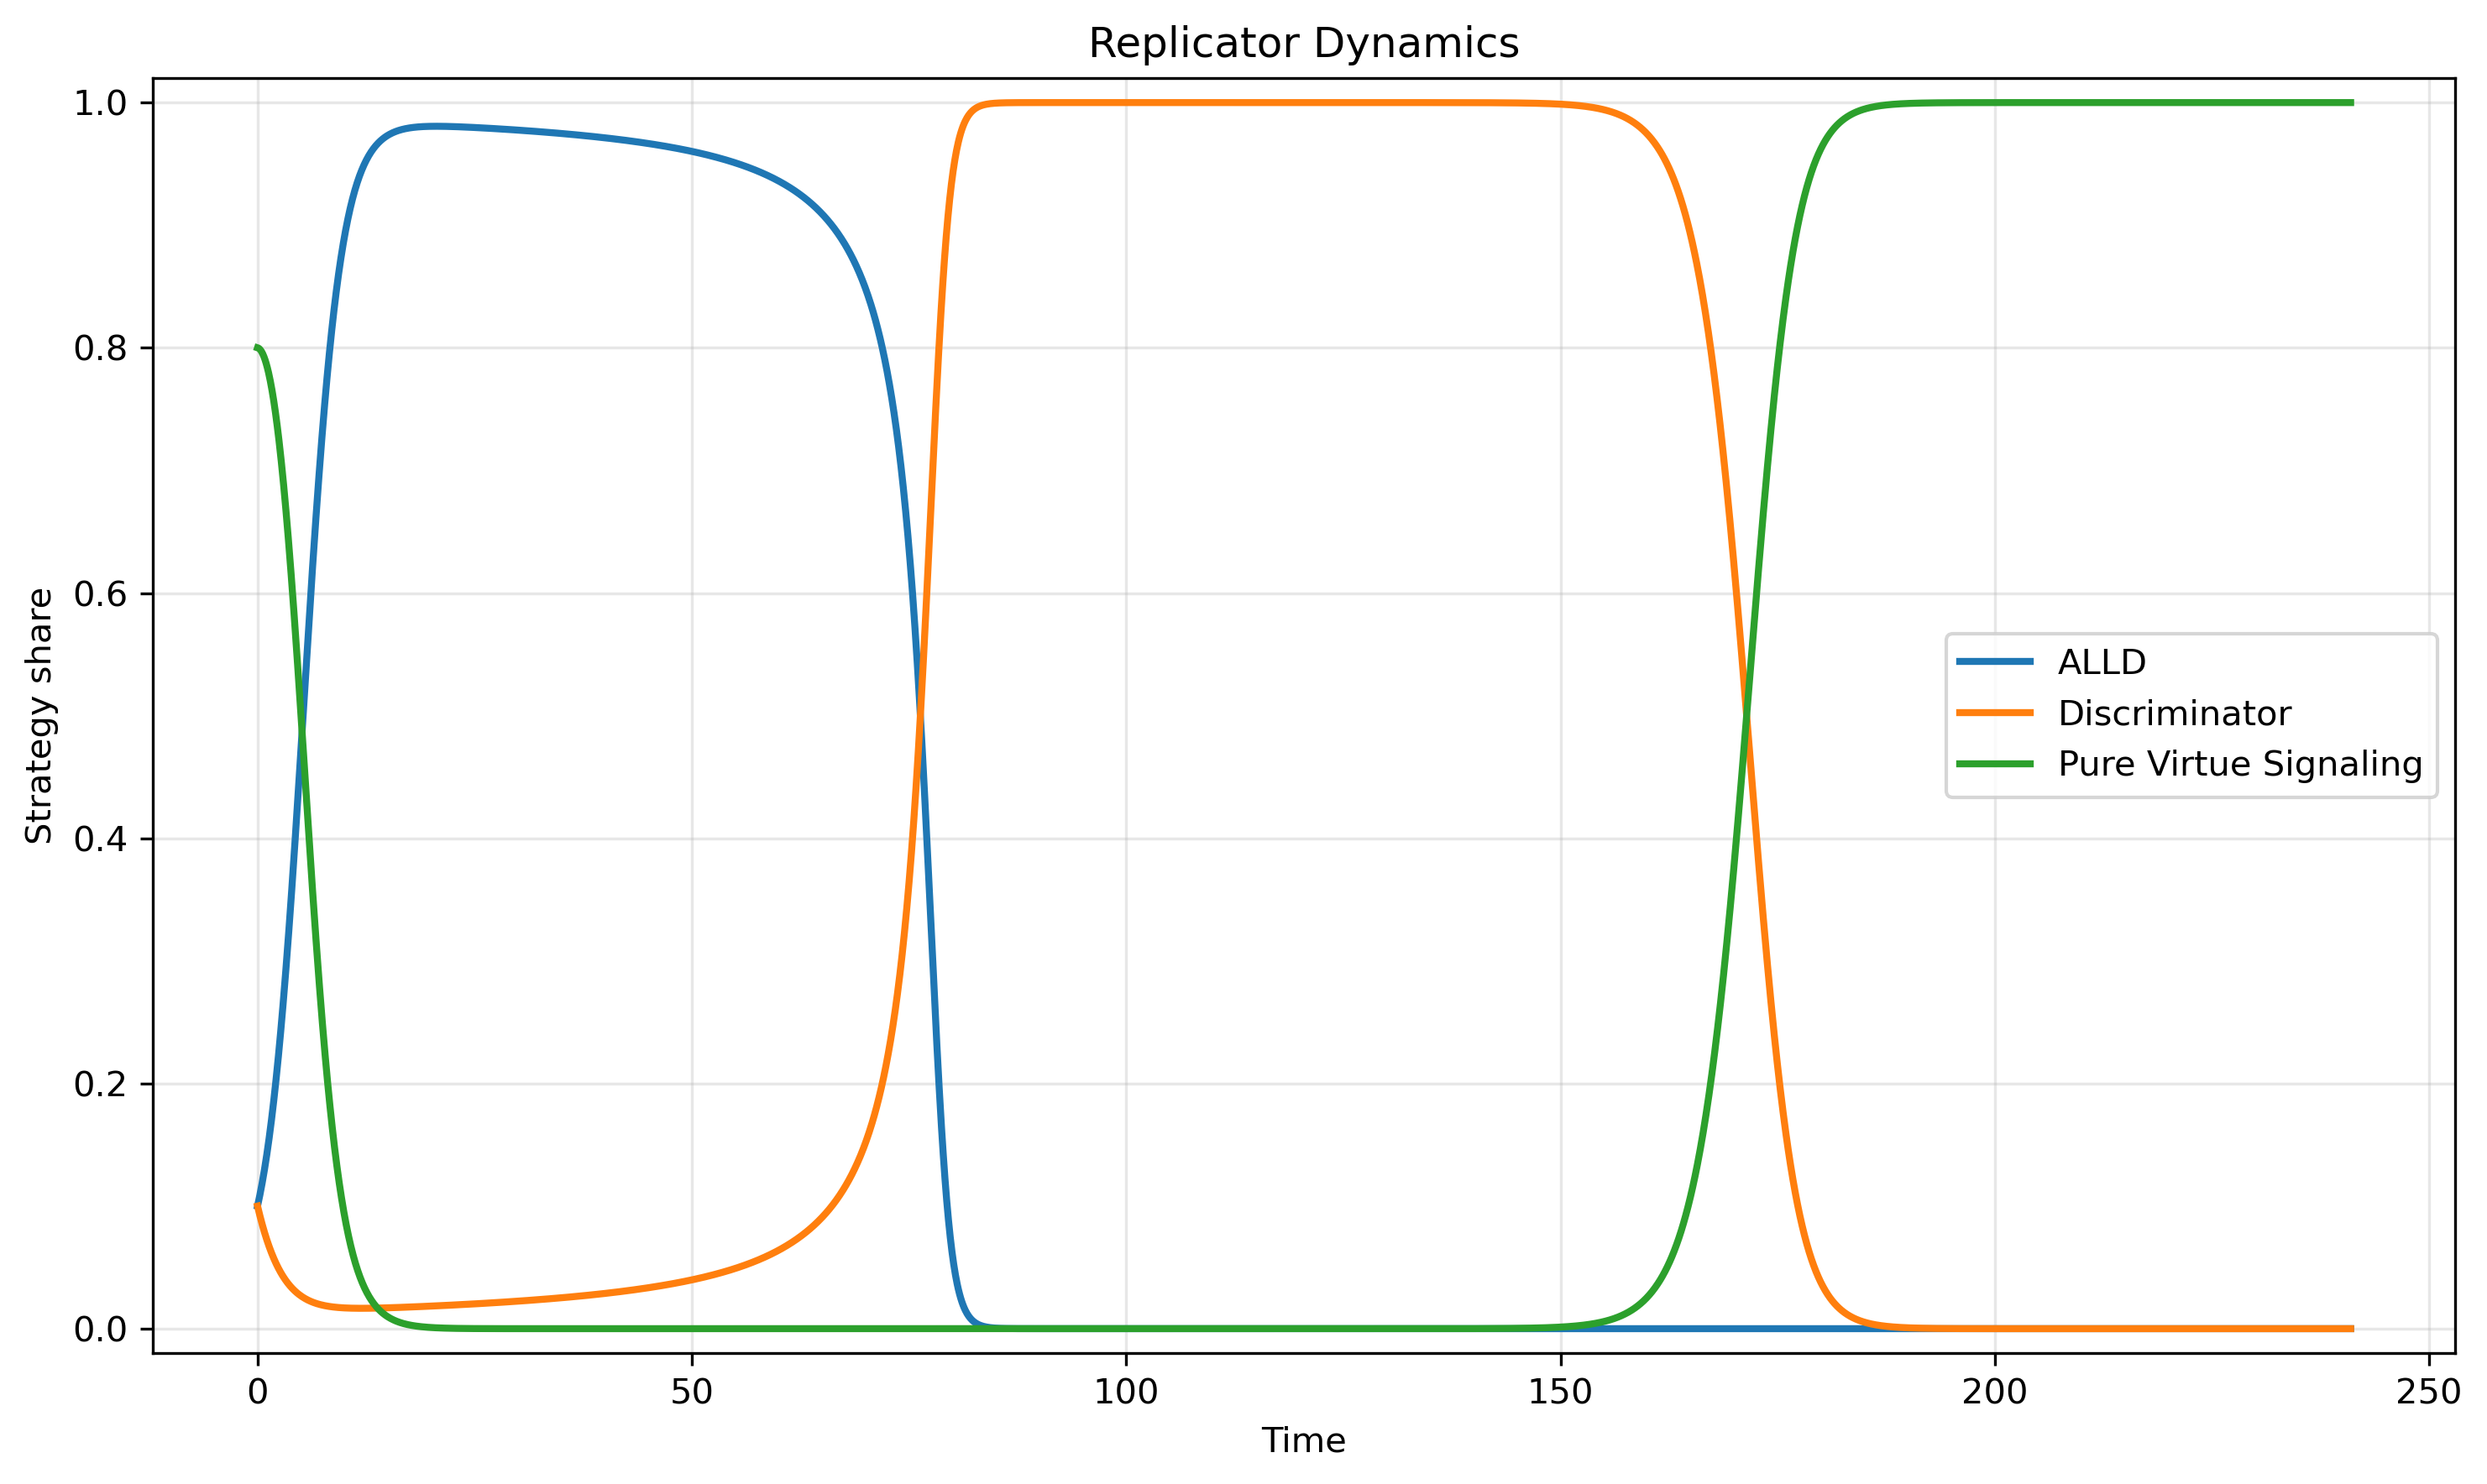 Replicator Dynamics
1.0
0.8
0.6
0.4
0.2
0.0
Strategy share
ALLD
Discriminator
Pure Virtue Signaling
0 50 100 150 200 250
Time